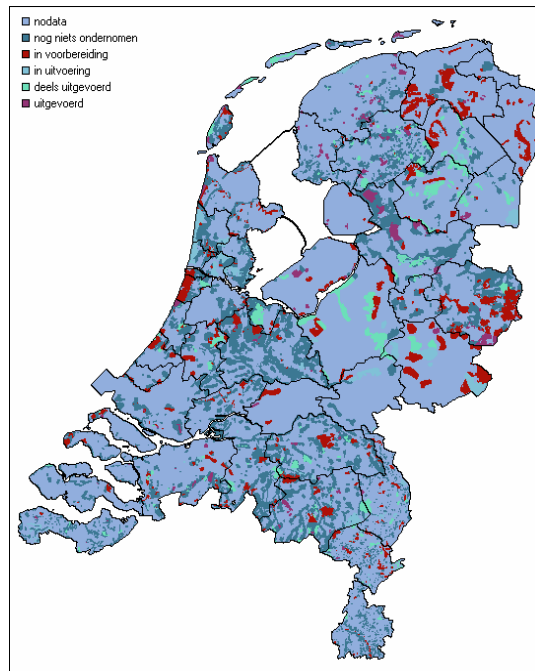 nodata
nog niets ondernomen
in voorbereiding
in uitvoering
deels uitgevoerd
uitgevoerd